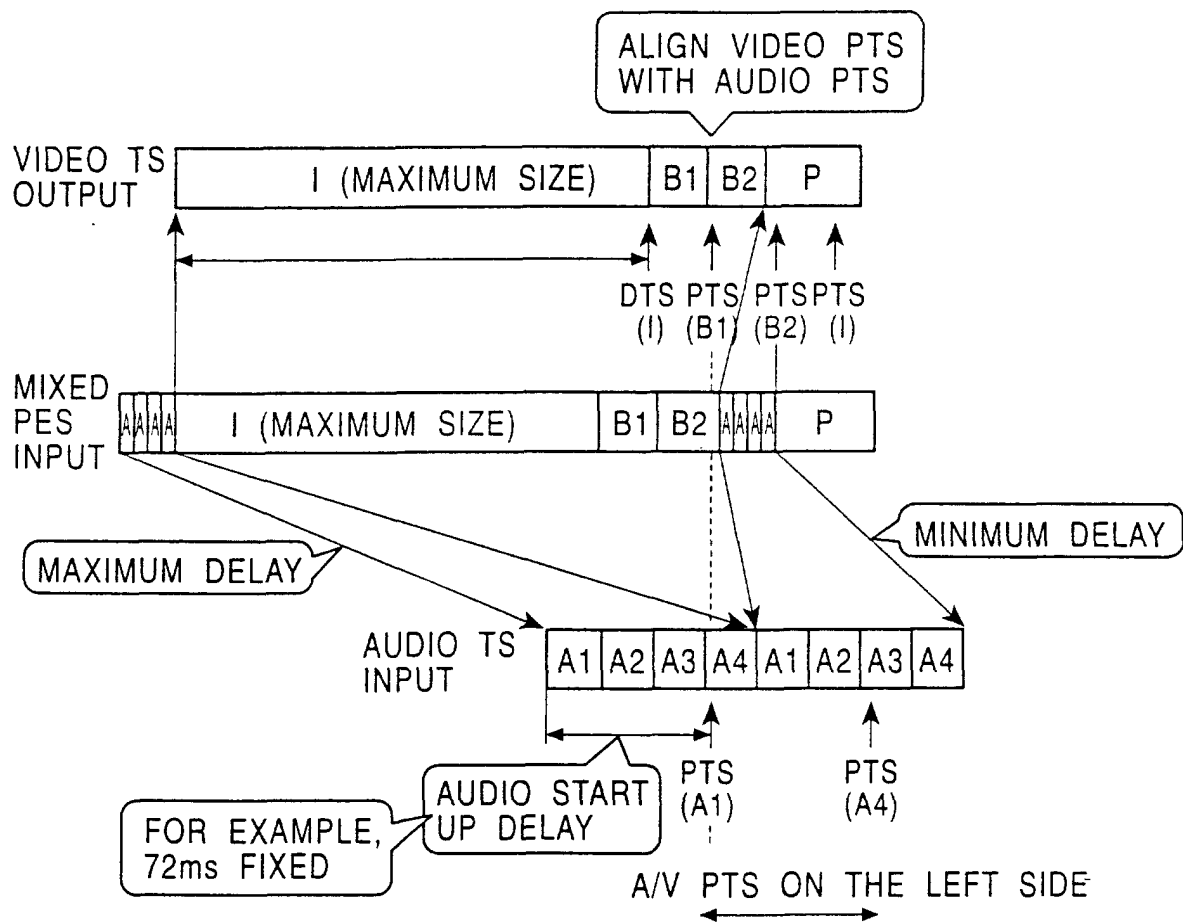 ALIGN VIDEO PTS
WITH AUDIO PTS
VIDEO TS
OUTPUT
I (MAXIMUM SIZE)
B1
B2
P
DTS
(I)
PTS
(B1)
PTS
(B2)
PTS
(I)
MIXED
PES
INPUT
A
A
A
A
I (MAXIMUM SIZE)
B1
B2
A
A
A
A
P
MAXIMUM DELAY
MINIMUM DELAY
AUDIO TS
INPUT
A1
A2
A3
A4
A1
A2
A3
A4
AUDIO START
UP DELAY
PTS
(A1)
PTS
(A4)
FOR EXAMPLE,
72ms FIXED
A/V PTS ON THE LEFT SIDE